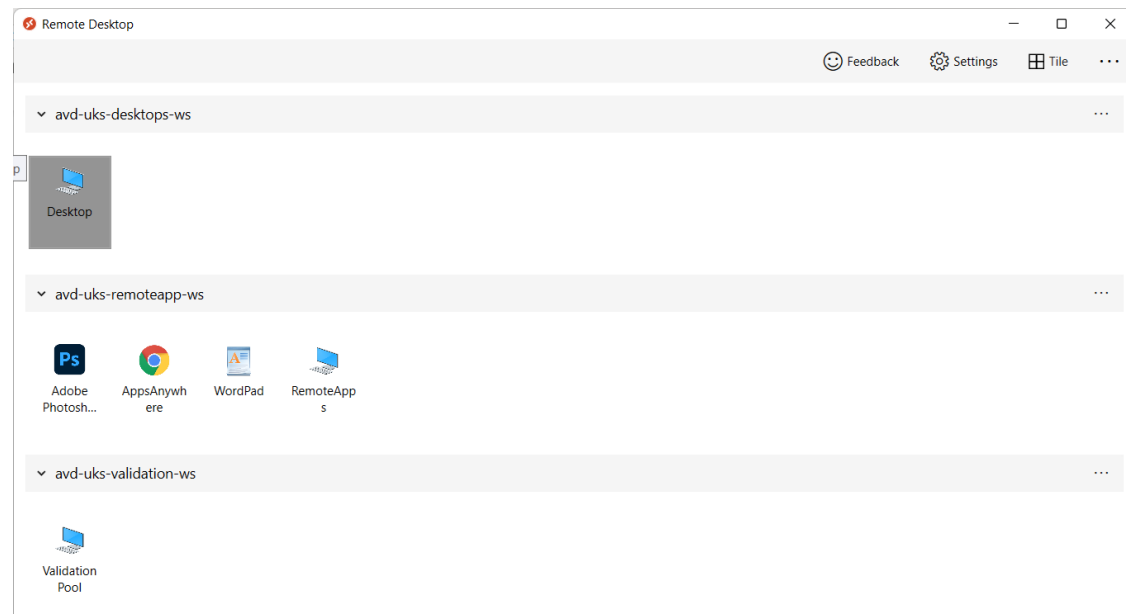 Remote Desktop
Feedback Settings Tile
avd-uks-desktops-ws
p
Desktop
avd-uks-remoteapp-ws
Ps
A
Adobe Photosh...
AppsAnywh
ere
WordPad
RemoteApp
s
avd-uks-validation-ws
Validation
Pool